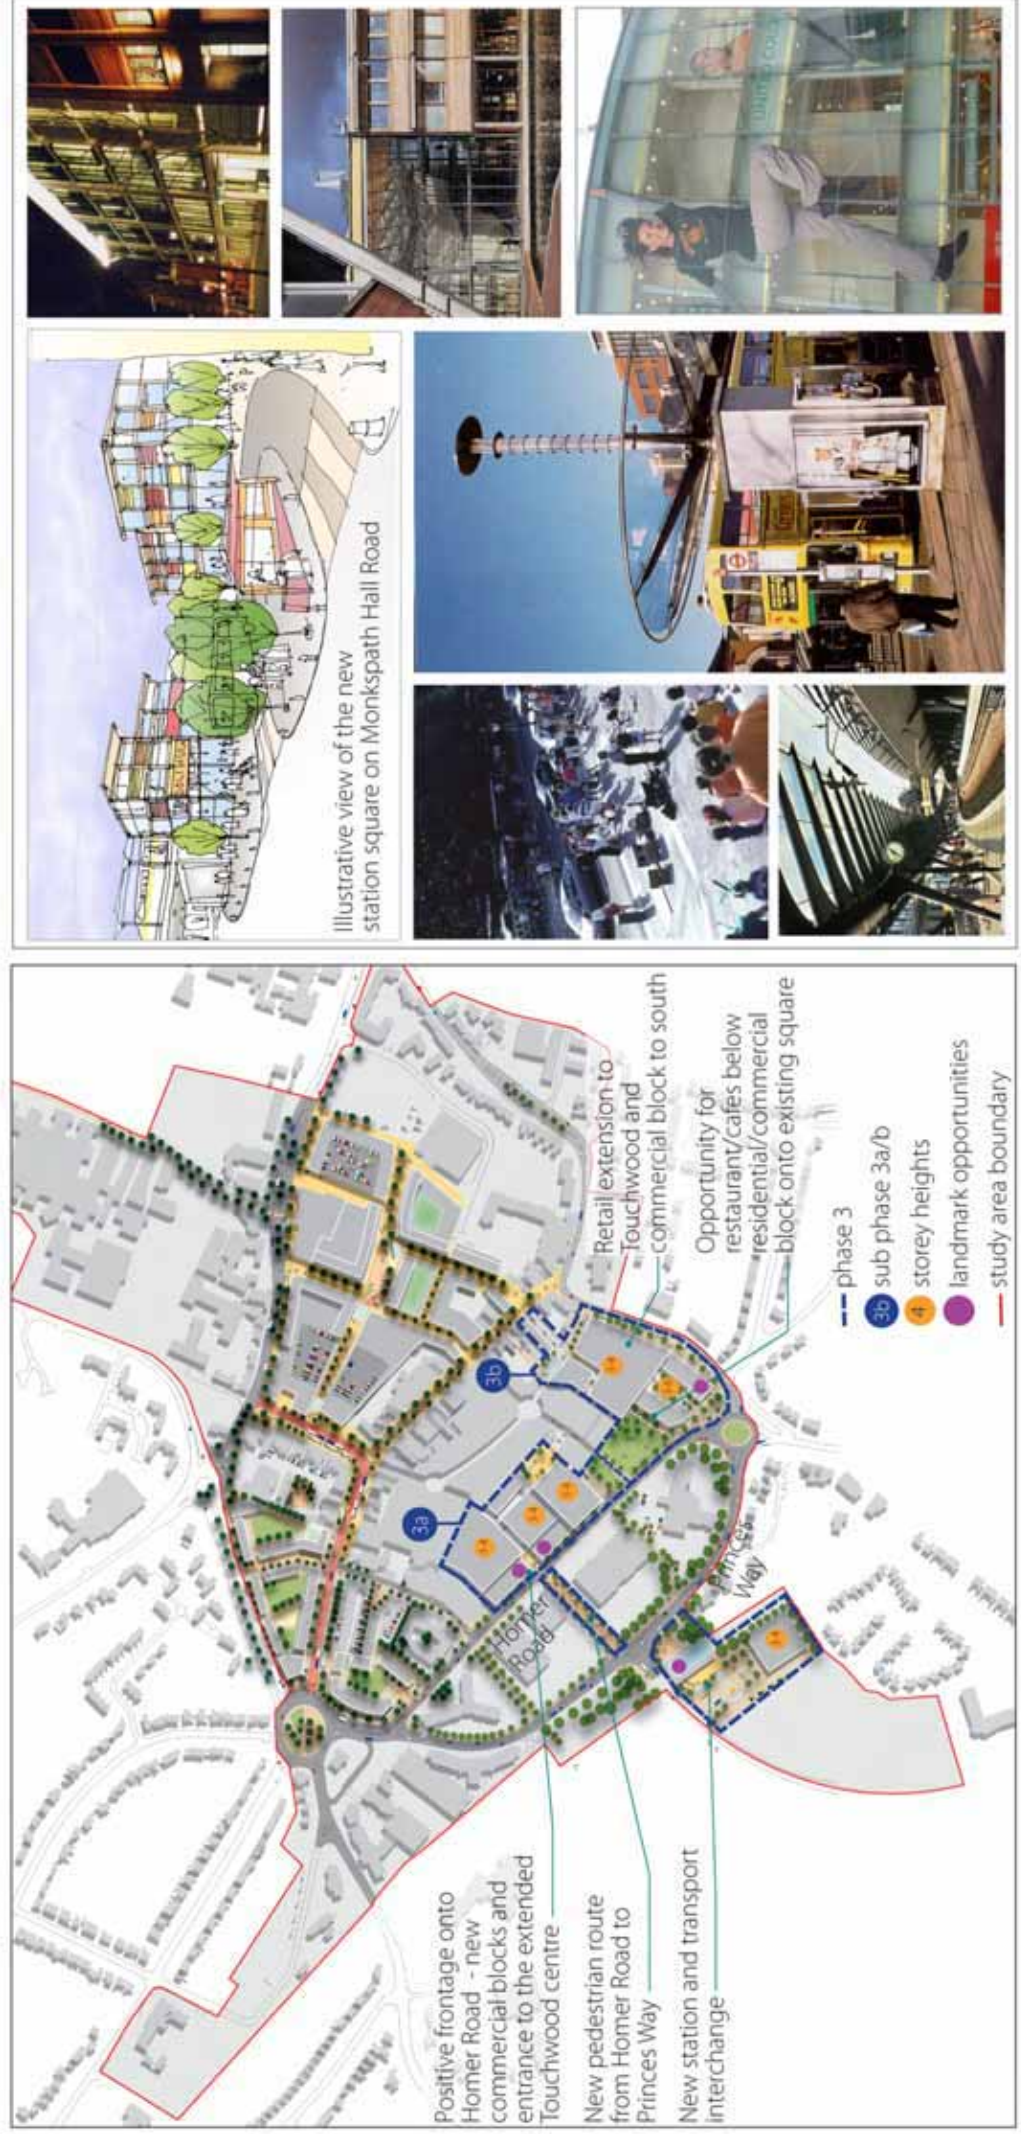 Positive frontage onto
Homer Road - new
commercial blocks and
entrance to the extended
Touchwood centre
New pedestrian route
from Homer Road to
Princes Way
New station and transport
interchange
Homer
Road
Princes
Way
3a
3b
Retail extension to
Touchwood and
commercial block to south
Opportunity for
restaurant/cafes below
residential/commercial
block onto existing square
phase 3
3b
sub phase 3a/b
4
storey heights
landmark opportunities
study area boundary
Illustrative view of the new
station square on Monkspath Hall Road